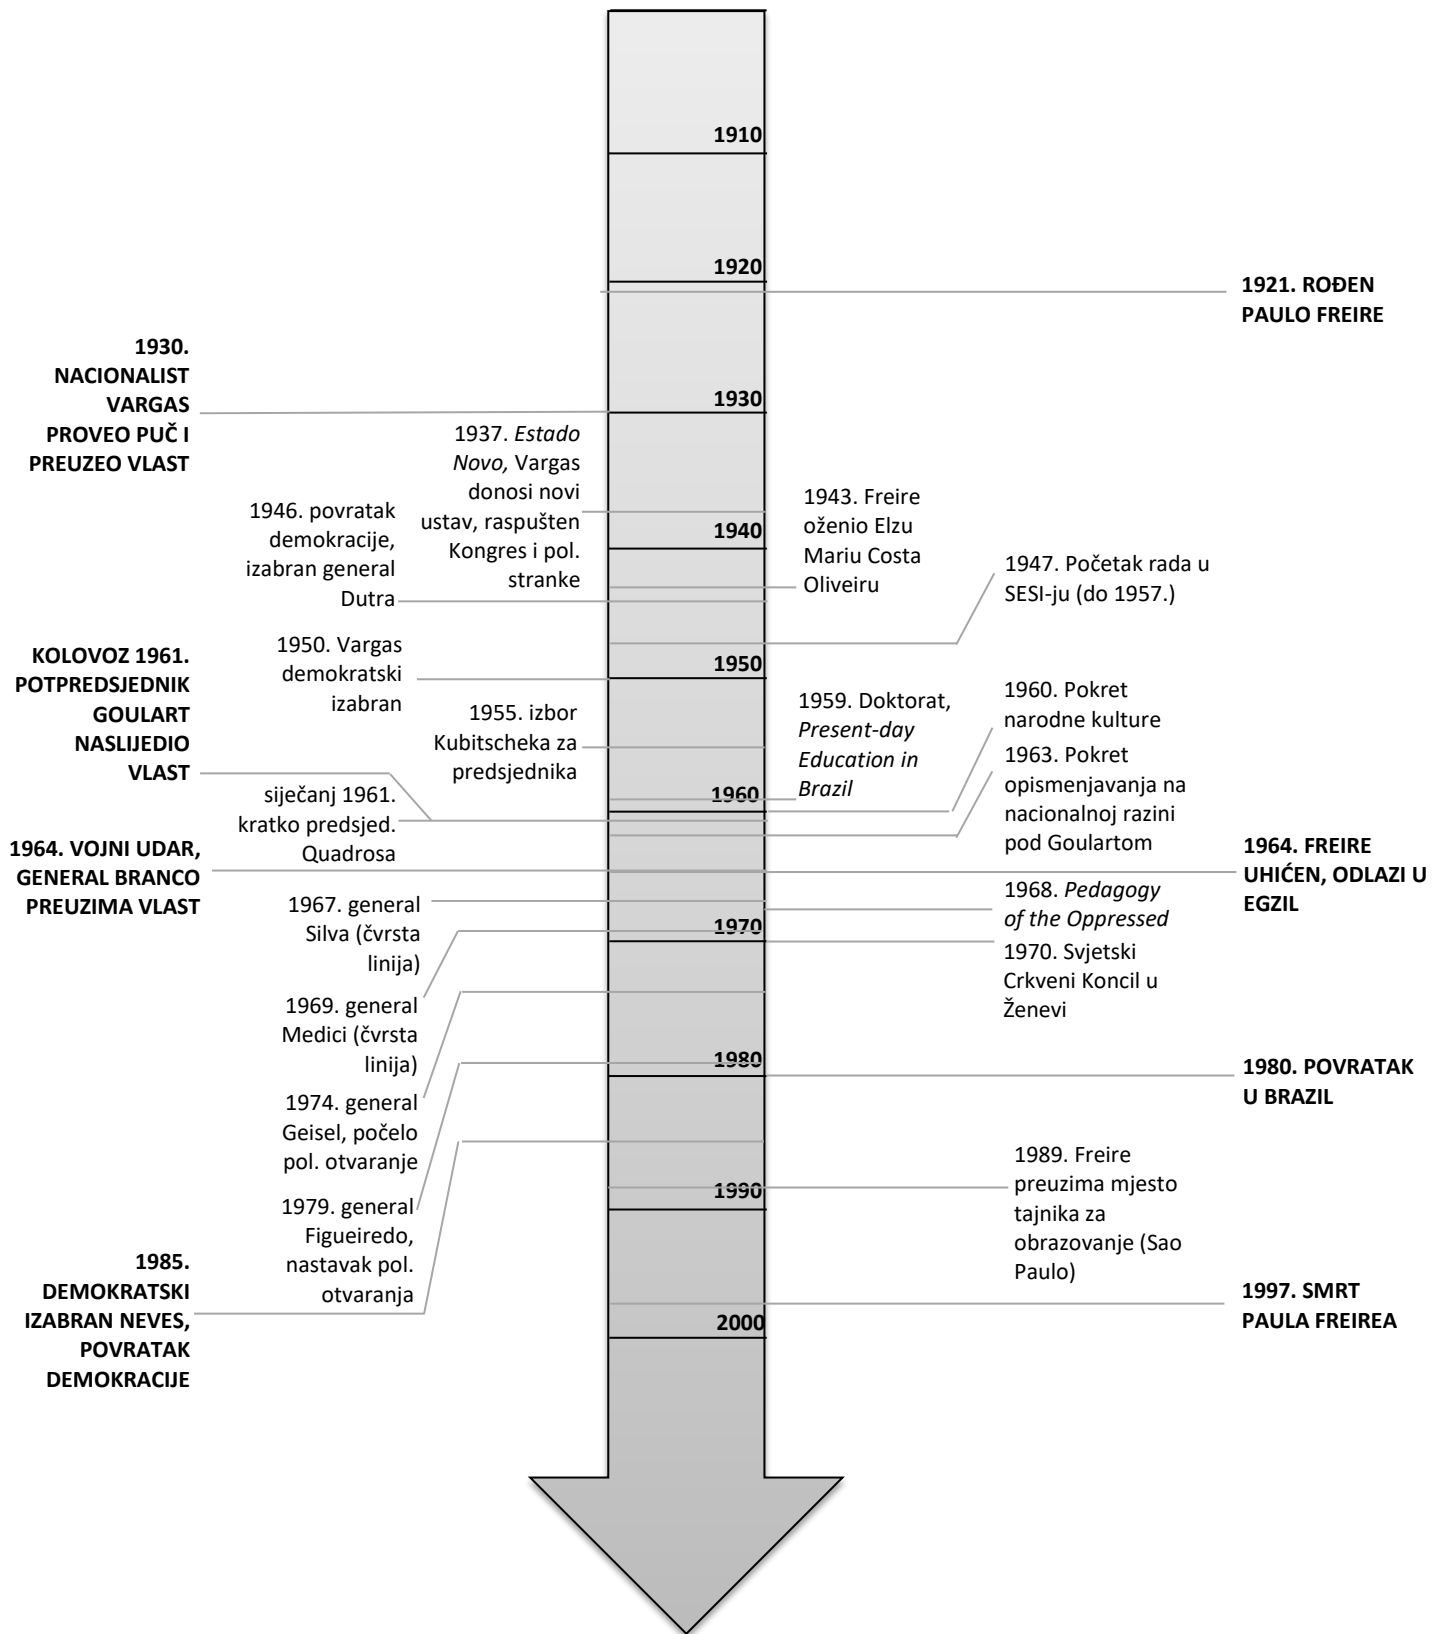 1910
1920
1921. ROĐEN
PAULO FREIRE
1930.
NACIONALIST
VARGAS
PROVEO PUČ I
PREUZEO VLAST
1930
1937. Estado
Novo, Vargas
donosi novi
ustav, raspušten
Kongres i pol.
stranke
1946. povratak
demokracije,
izabran general
Dutra
1940
1943. Freire
oženio Elzu
Mariu Costa
Oliveiru
1947. Početak rada u
SESI-ju (do 1957.)
KOLOVOZ 1961.
POTPREDSJEDNIK
GOULART
NASLIJEDIO
VLAST
1950. Vargas
demokratski
izabran
1950
1955. izbor
Kubitscheka za
predsjednika
1959. Doktorat,
Present-day
Education in
Brazil
1960. Pokret
narodne kulture
1963. Pokret
opismenjavanja na
nacionalnoj razini
pod Goulartom
1960
siječanj 1961.
kratko predsjed.
Quadrosa
1964. VOJNI UDAR,
GENERAL BRANCO
PREUZIMA VLAST
1964. FREIRE
UHIĆEN, ODLAZI U
EGZIL
1967. general
Silva (čvrsta
linija)
1968. Pedagogy
of the Oppressed
1970
1970. Svjetski
Crkveni Koncil u
Ženevi
1969. general
Medici (čvrsta
linija)
1980
1980. POVRATAK
U BRAZIL
1974. general
Geisel, počelo
pol. otvaranje
1979. general
Figueiredo,
nastavak pol.
otvaranja
1989. Freire
preuzima mjesto
tajnika za
obrazovanje (Sao
Paulo)
1990
1985.
DEMOKRATSKI
IZABRAN NEVES,
POVRATAK
DEMOKRACIJE
1997. SMRT
PAULA FREIREA
2000